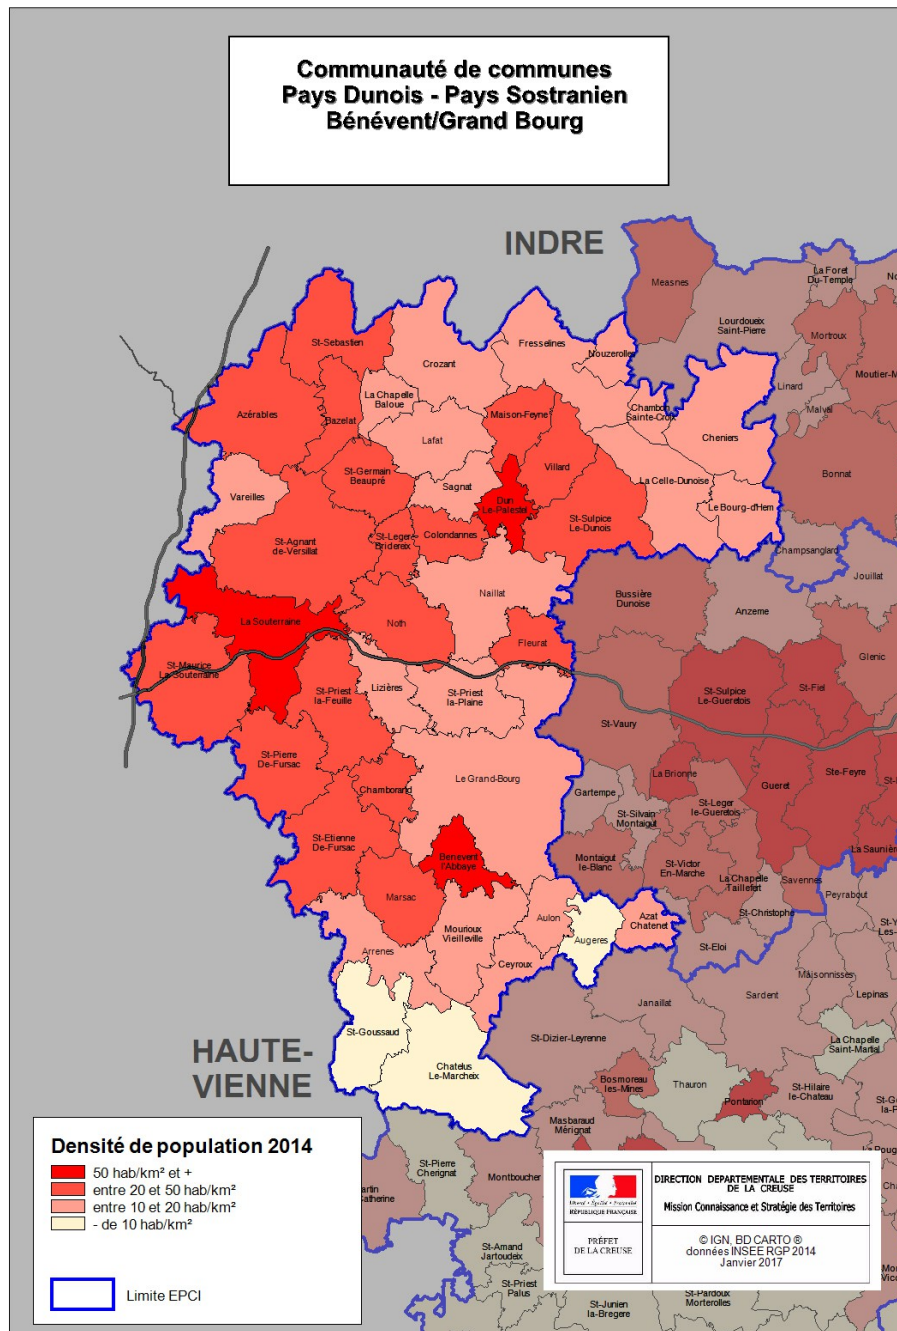 Communauté de communes
Pays Dunois - Pays Sostranien
Bénévent/Grand Bourg
INDRE
Measnes
La Foret
Du-Temple
Lourdoueix
Saint-Pierre
Mortroux
Moutier-M
St-Sebastien
Crozant
Fresselines
Nouzerolles
Linard
Malval
La Chapelle
Baloue
Azérables
Bazelat
Maison-Feyne
Chambon
Sainte-Croix
Cheniers
Lafat
Bonnat
St-Germain
Beaupré
Villard
Vareilles
Sagnat
La Celle-Dunoise
Dun
Le-Palestel
Le Bourg-d'Hem
St-Sulpice
Le-Dunois
St-Agnant
de-Versillat
St-Leger-
Bridereix
Colondannes
Champsanglard
Jouillat
Naillat
Bussière
Dunoise
Anzeme
La Souterraine
Noth
Fleurat
Glenic
St-Maurice
La Souterraine
St-Priest
la-Feuille
Lizières
St-Priest
la-Plaine
St-Sulpice
Le-Gueretois
St-Fiel
St-Vaury
St-Pierre
De-Fursac
Le Grand-Bourg
La Brionne
Gueret
Ste-Feyre
Chamborand
Gartempe
St-Silvain
Montaigut
St-Leger
le-Gueretois
St-Etienne
De-Fursac
Benevent
l'Abbaye
Montaigut
le-Blanc
St-Victor
En-Marche
La Saunière
La Chapelle
Taillefert
Savennes
Peyrabout
Marsac
Mourioux
Vieilleville
Aulon
Azat
Chatenet
St-Christophe
Arrenes
Augeres
St-Eloi
Ceyroux
Maisonnisses
Janaillat
Sardent
Lepinas
St-Goussaud
HAUTE-
VIENNE
St-Dizier-Leyrenne
La Chapelle
Saint-Martial
Chatelus
Le-Marcheix
Bosmoreau
les-Mines
Thauron
Pontarion
St-Hilaire
le-Chateau
Masbaraud
Mérignat
St-Pierre
Cherignat
Montboucher
Densité de population 2014
50 hab/km² et +
entre 20 et 50 hab/km²
entre 10 et 20 hab/km²
- de 10 hab/km²
Limite EPCI
Liberté • Égalité • Fraternité
RÉPUBLIQUE FRANÇAISE
PRÉFET
DE LA CREUSE
DIRECTION DEPARTEMENTALE DES TERRITOIRES
DE LA CREUSE
Mission Connaissance et Stratégie des Territoires
© IGN, BD CARTO ®
données INSEE RGP 2014
Janvier 2017
St-Amand
Jartoudeix
St-Priest
Palus
St-Junien
la-Bregere
St-Pardoux
Morterolles